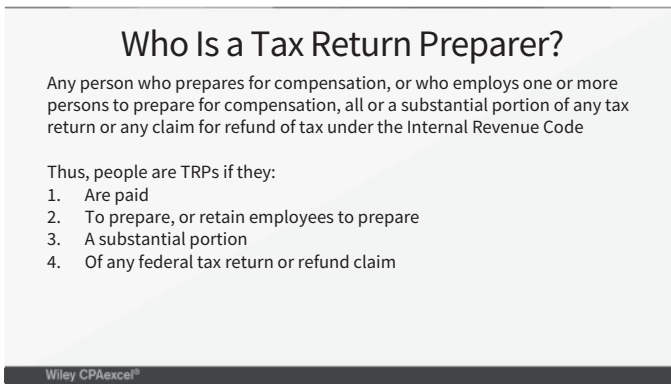 Who Is a Tax Return Preparer?
Any person who prepares for compensation, or who employs one or more
persons to prepare for compensation, all or a substantial portion of any tax
return or any claim for refund of tax under the Internal Revenue Code
Thus, people are TRPs if they:
1. Are paid
2. To prepare, or retain employees to prepare
3. A substantial portion
4. Of any federal tax return or refund claim
Wiley CPAexcel®